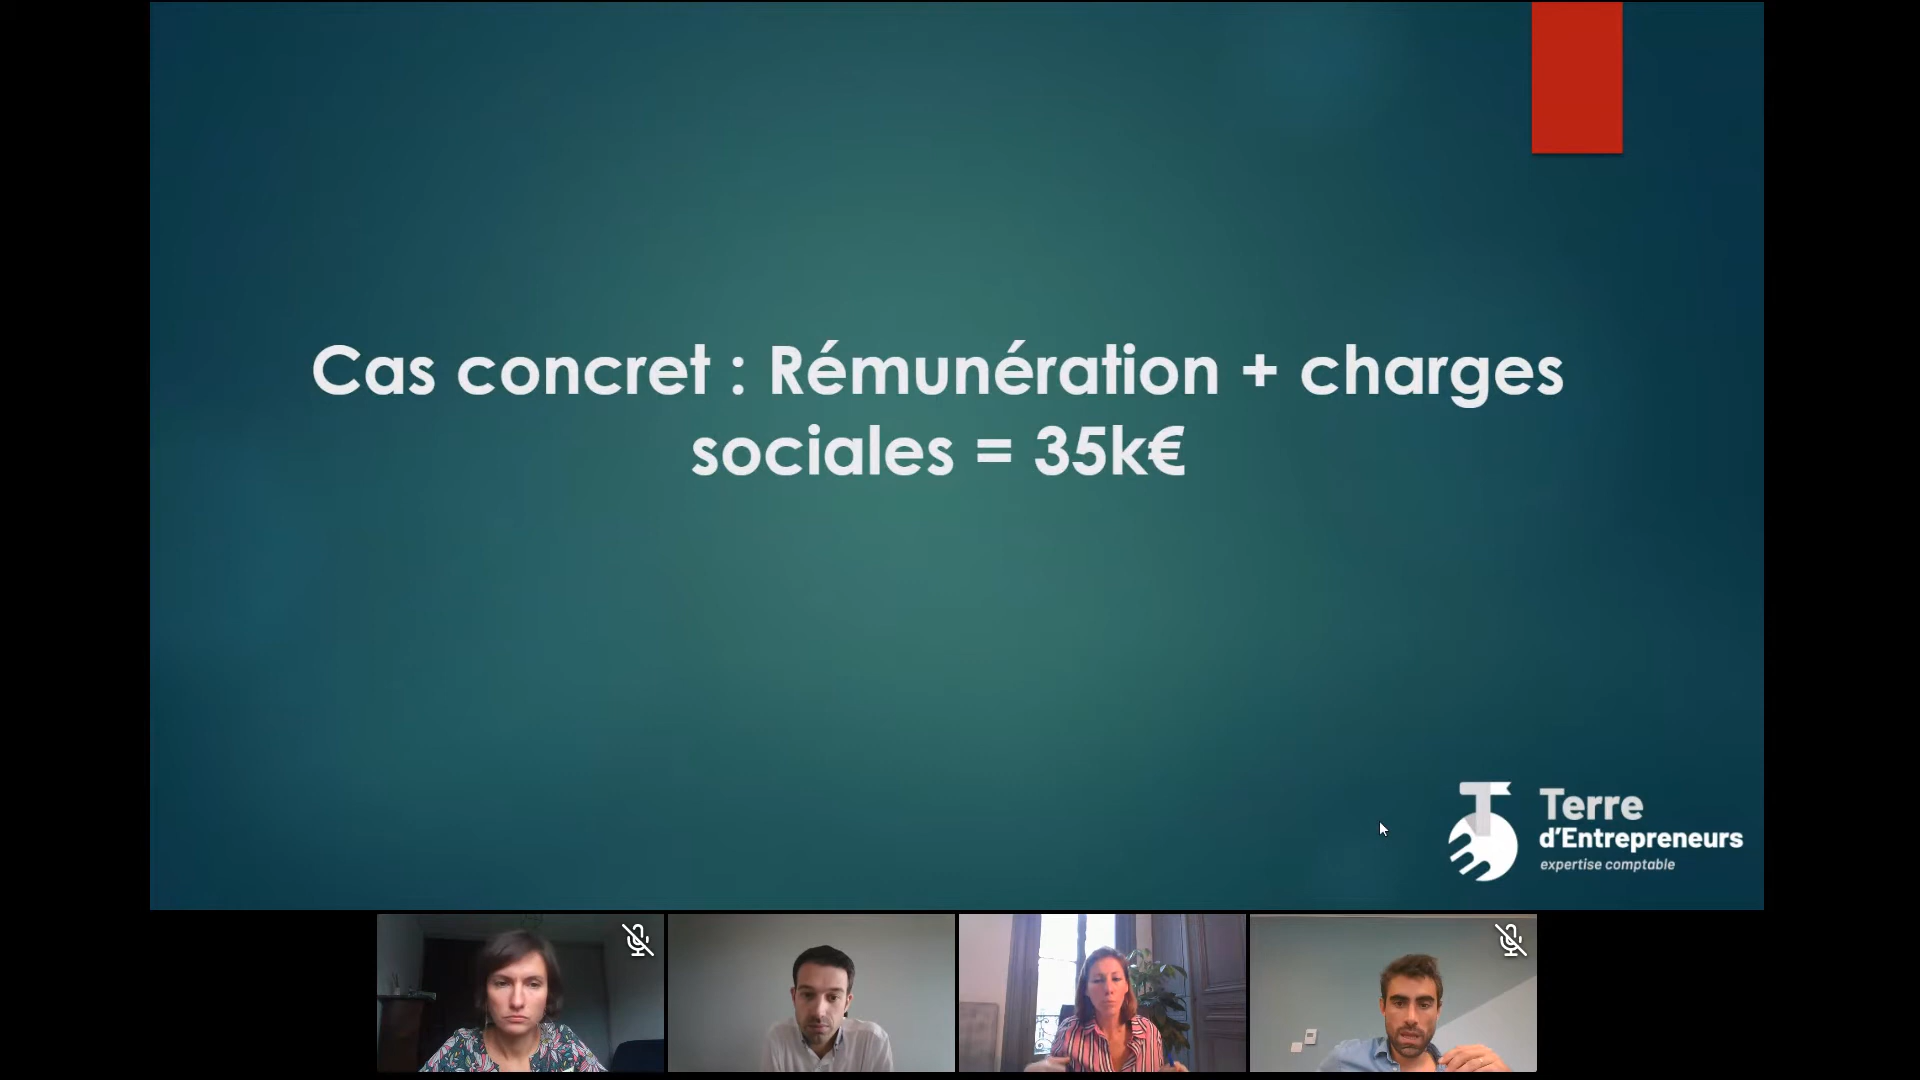 Cas concret : Rémunération + charges
sociales = 35k€
Terre
d'Entrepreneurs
expertise comptable